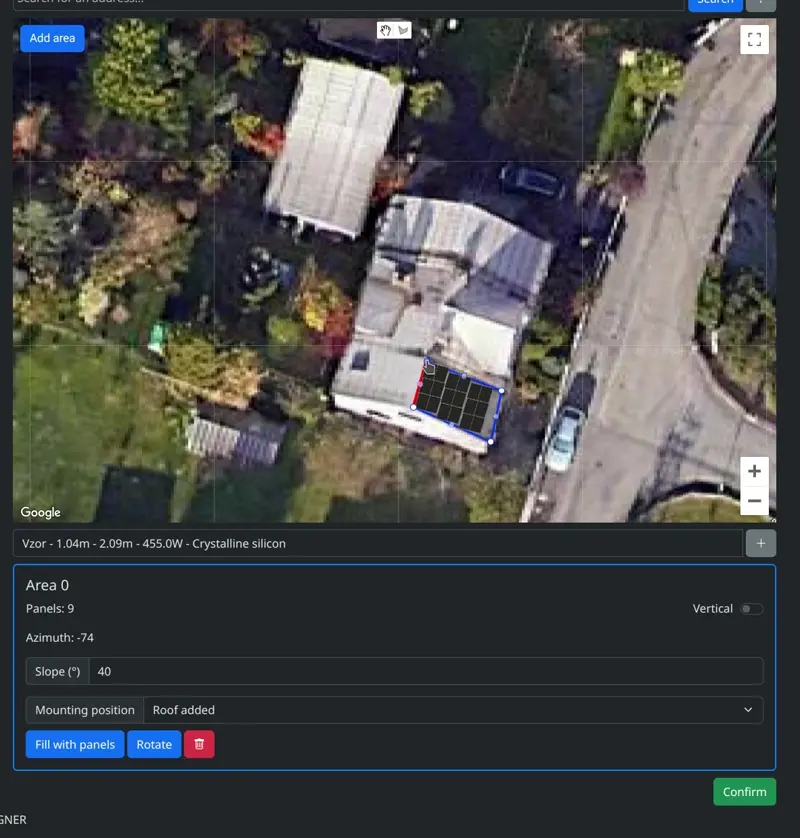 Search for an address...
Search
Add area
Google
Vzor - 1.04m - 2.09m - 455.0W - Crystalline silicon
+
Area 0
Panels: 9
Vertical
Azimuth: -74
Slope (°) 40
Mounting position Roof added
Fill with panels Rotate
Confirm
GNER